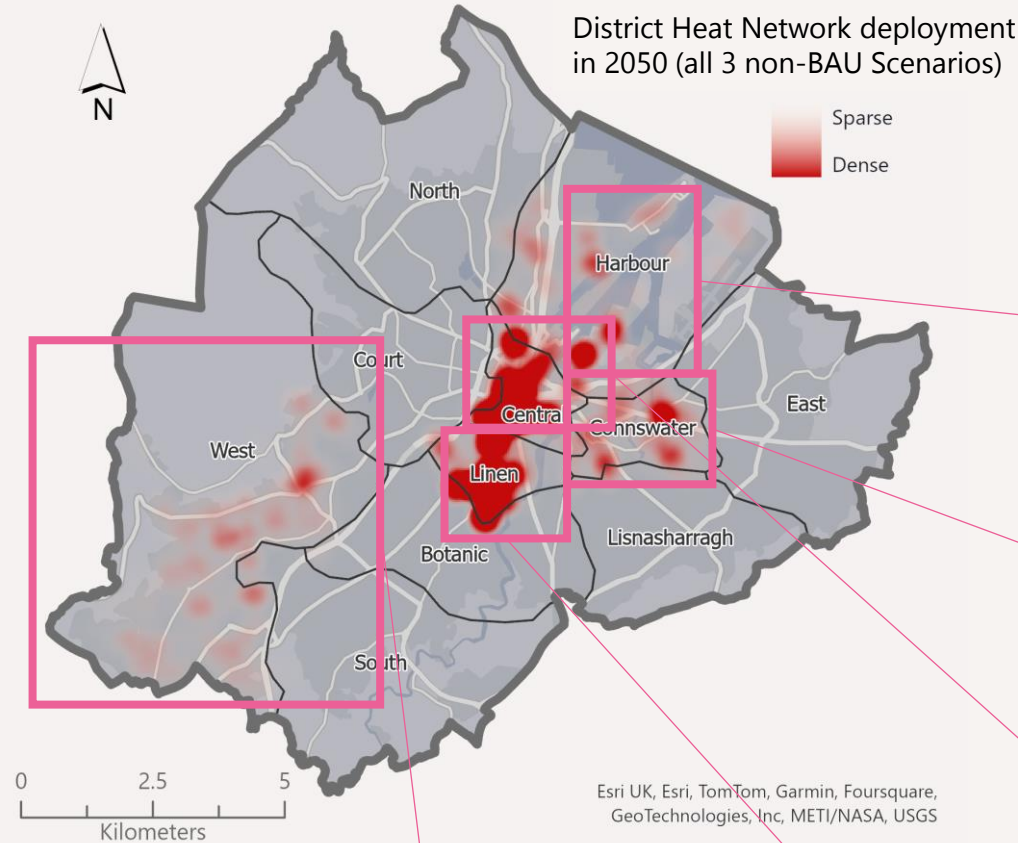 District Heat Network deployment
in 2050 (all 3 non-BAU Scenarios)
N
Sparse
Dense
North
Harbour
Court
East
Central
Connswater
West
Linen
Lisnasharragh
Botanic
South
0 2.5 5
Kilometers
Esri UK, Esri, TomTom, Garmin, Foursquare,
GeoTechnologies, Inc, METI/NASA, USGS